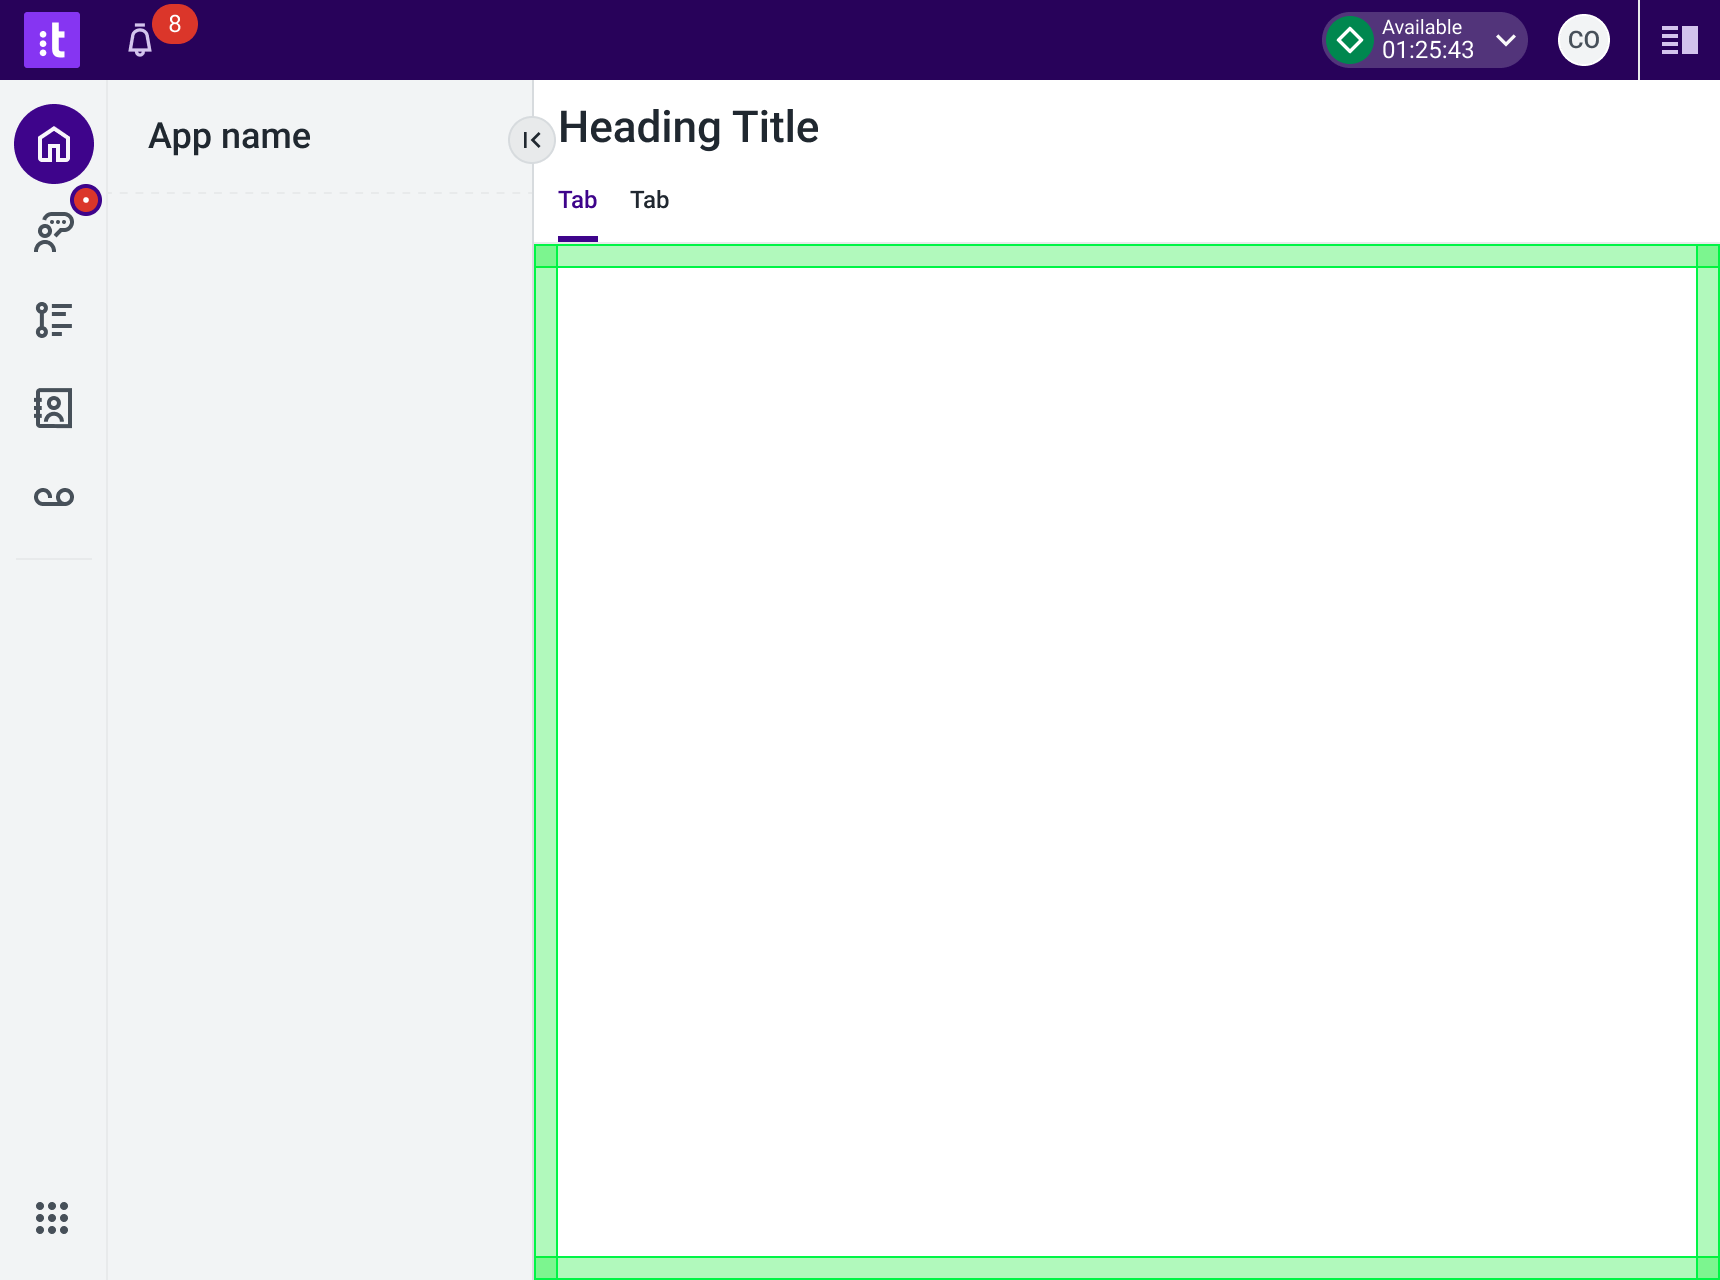 :t
8
Available
01:25:43
CO
App name
Heading Title
Tab Tab